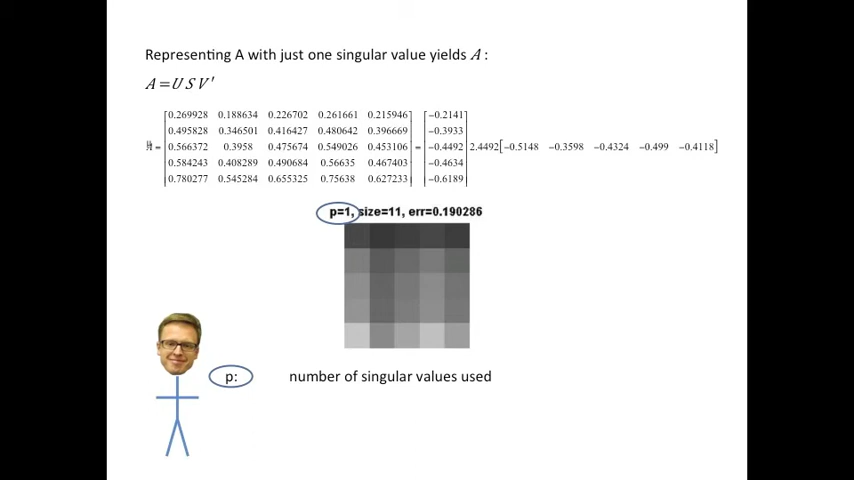 Representing A with just one singular value yields A :
A = U S V'
= [0.269928 0.188634 0.226702 0.261661 0.215946] [−0.2141]
[0.495828 0.346501 0.416427 0.480642 0.396669] [−0.3933]
[0.566372 0.3958 0.475674 0.549026 0.453106] = [−0.4492] 2.4492[−0.5148 −0.3598 −0.4324 −0.499 −0.4118]
[0.584243 0.408289 0.490684 0.56635 0.467403] [−0.4634]
[0.780277 0.545284 0.655325 0.75638 0.627233] [−0.6189]
p=1, size=11, err=0.190286
p: number of singular values used